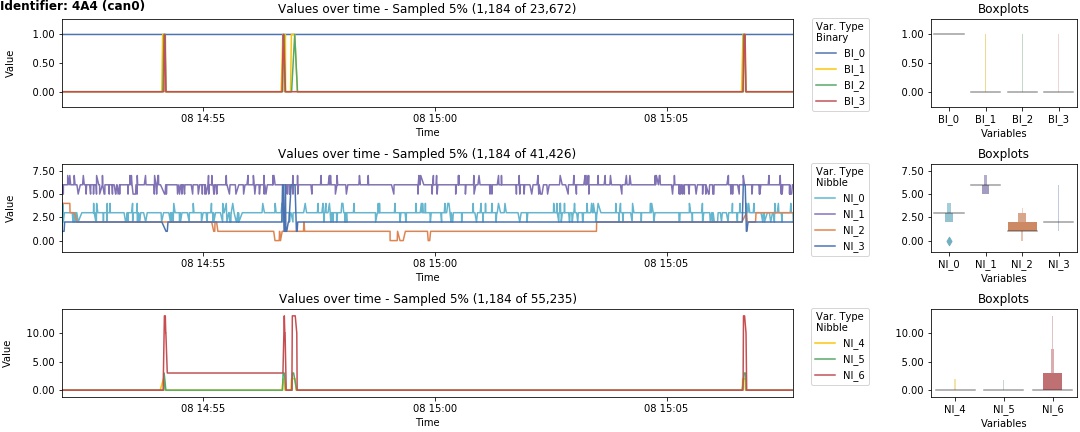 Identifier: 4A4 (can0)
Values over time - Sampled 5% (1,184 of 23,672)
Value
1.00
0.50
0.00
08 14:55
08 15:00
08 15:05
Time
Var. Type
Binary
BI_0
BI_1
BI_2
BI_3
Boxplots
1.00
0.50
0.00
BI_0
BI_1
BI_2
BI_3
Variables
Values over time - Sampled 5% (1,184 of 41,426)
Value
7.50
5.00
2.50
0.00
08 14:55
08 15:00
08 15:05
Time
Var. Type
Nibble
NI_0
NI_1
NI_2
NI_3
Boxplots
7.50
5.00
2.50
0.00
NI_0
NI_1
NI_2
NI_3
Variables
Values over time - Sampled 5% (1,184 of 55,235)
Value
10.00
5.00
0.00
08 14:55
08 15:00
08 15:05
Time
Var. Type
Nibble
NI_4
NI_5
NI_6
Boxplots
10.00
5.00
0.00
NI_4
NI_5
NI_6
Variables